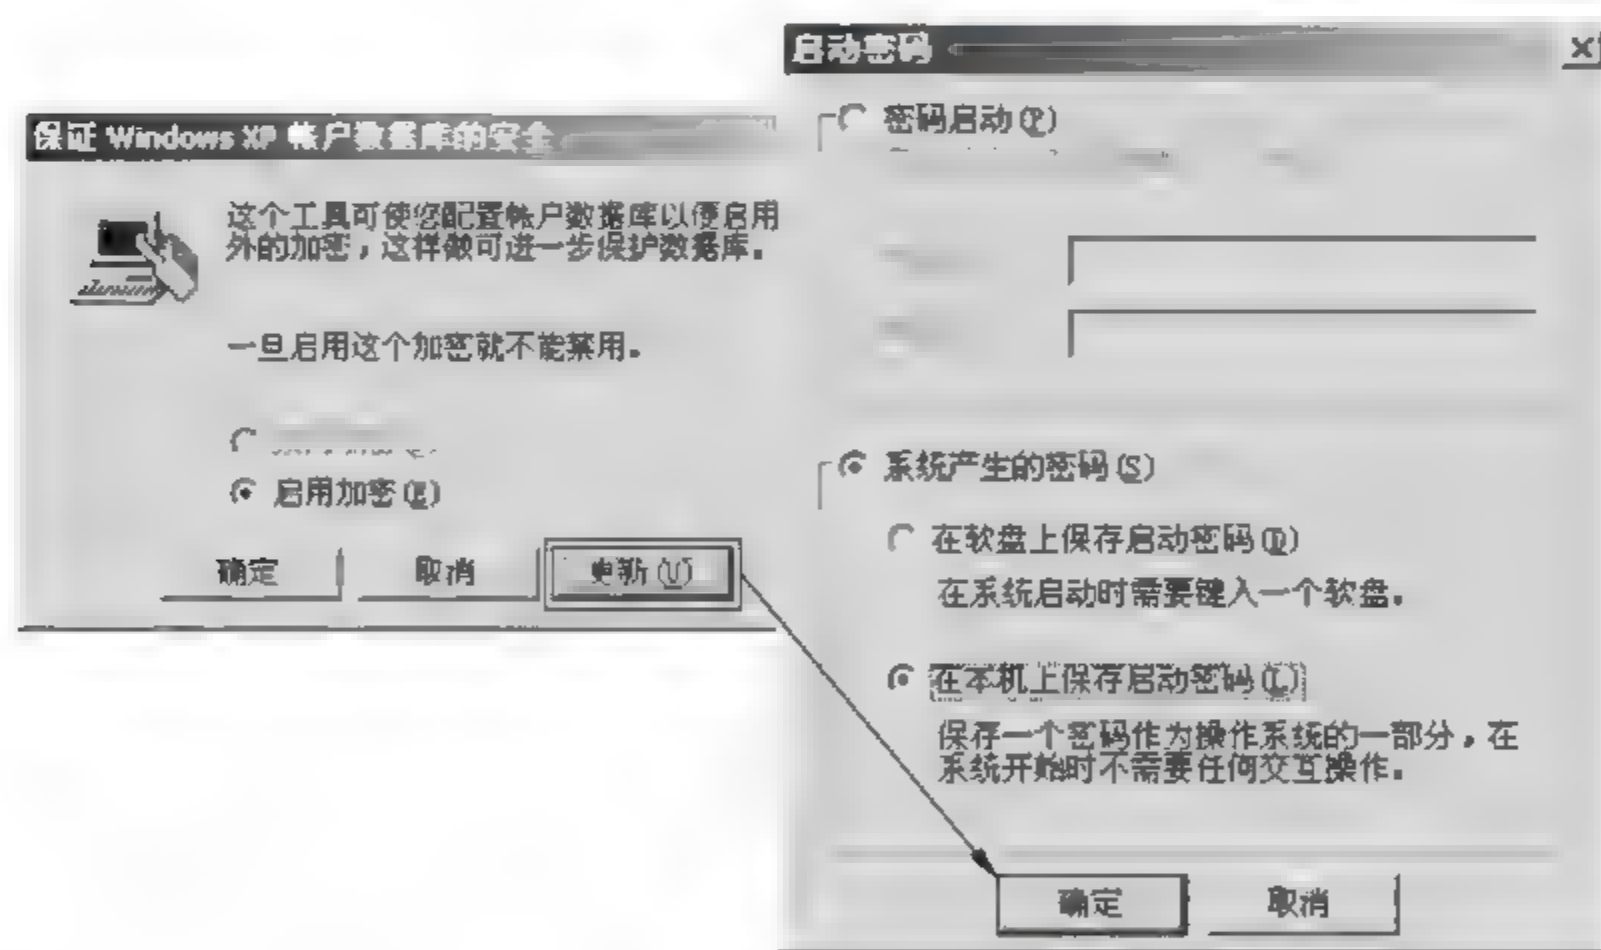 保证 Windows XP 帐户数据库的安全
这个工具可使您配置帐户数据库以便启用
外的加密，这样做可进一步保护数据库。
一旦启用这个加密就不能禁用。
启用加密(E)
确定
取消
更新(V)
启动密码
密码启动(P)
系统产生的密码(S)
在软盘上保存启动密码(D)
在系统启动时需要键入一个软盘。
在本机上保存启动密码(L)
保存一个密码作为操作系统的一部分，在
系统开始时不需要任何交互操作。
确定
取消